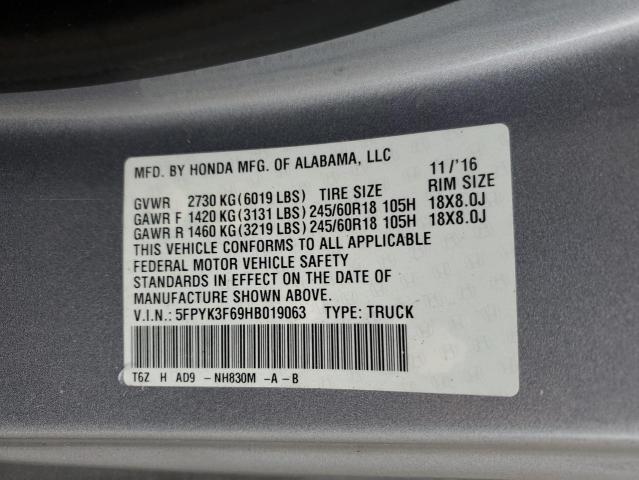 MFD. BY HONDA MFG. OF ALABAMA, LLC 11/'16
GVWR 2730 KG(6019 LBS) TIRE SIZE RIM SIZE
GAWR F 1420 KG(3131 LBS) 245/60R18 105H 18X8.0J
GAWR R 1460 KG(3219 LBS) 245/60R18 105H 18X8.0J
THIS VEHICLE CONFORMS TO ALL APPLICABLE
FEDERAL MOTOR VEHICLE SAFETY
STANDARDS IN EFFECT ON THE DATE OF
MANUFACTURE SHOWN ABOVE.
V.I.N.: 5FPYK3F69HB019063 TYPE: TRUCK
T6Z H AD9 -NH830M -A-B